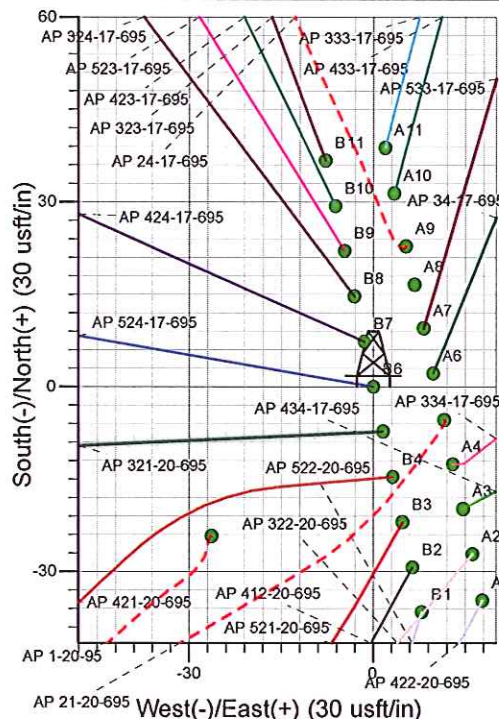 60
AP 324-17-695
AP 333-17-695
AP 523-17-695
AP 433-17-695
AP 423-17-695
AP 533-17-695
AP 323-17-695
B11
A11
AP 24-17-695
B10
A10
AP 34-17-695
30
AP 424-17-695
B9
A9
B8
A8
AP 524-17-695
B7
A7
B6
A6
0
AP 434-17-695
AP 334-17-695
AP 321-20-695
AP 522-20-695
B4
A4
AP 322-20-695
B3
A3
B2
A2
-30
AP 421-20-695
AP 412-20-695
B1
A
AP 521-20-695
AP 1-20-95
AP 422-20-695
AP 21-20-695
-30
0
South(-)/North(+) (30 usft/in)
West(-)/East(+) (30 usft/in)